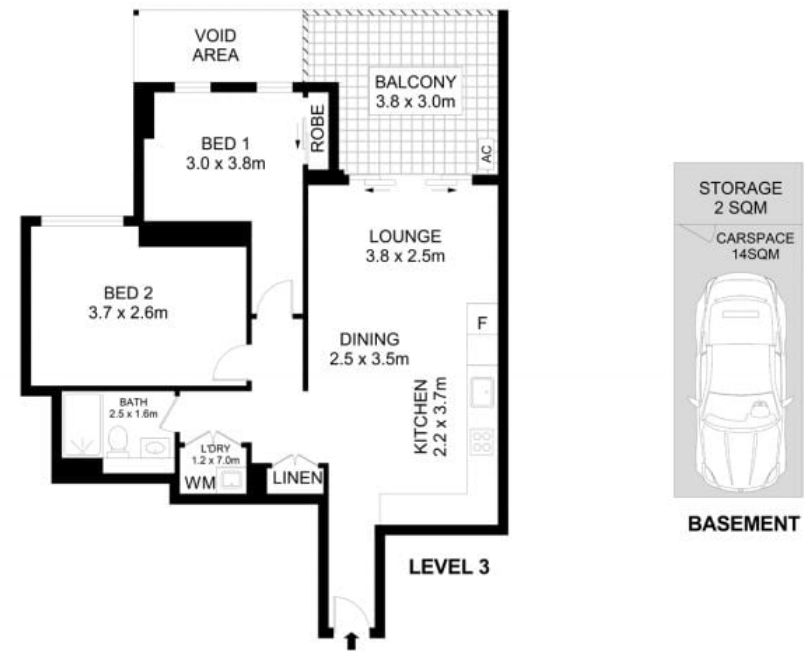 VOID
AREA
BALCONY
3.8 x 3.0m
BED 1
3.0 x 3.8m
ROBE
AC
STORAGE
2 SQM
CARSPACE
14SQM
LOUNGE
3.8 x 2.5m
BED 2
3.7 x 2.6m
F
DINING
2.5 x 3.5m
KITCHEN
2.2 x 3.7m
BATH
2.5 x 1.6m
L'DRY
1.2 x 7.0m
WM
LINEN
BASEMENT
LEVEL 3